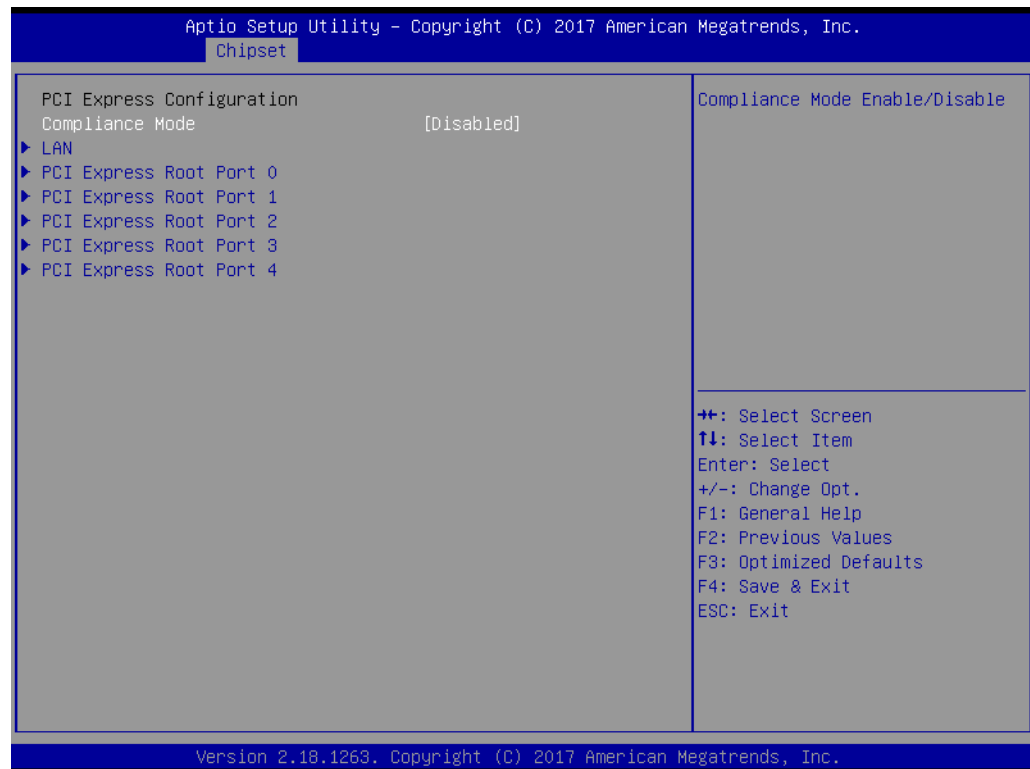 Aptio Setup Utility – Copyright (C) 2017 American Megatrends, Inc.
Chipset
PCI Express Configuration
Compliance Mode [Disabled]
LAN
PCI Express Root Port 0
PCI Express Root Port 1
PCI Express Root Port 2
PCI Express Root Port 3
PCI Express Root Port 4
Compliance Mode Enable/Disable
→←: Select Screen
↑↓: Select Item
Enter: Select
+/-: Change Opt.
F1: General Help
F2: Previous Values
F3: Optimized Defaults
F4: Save & Exit
ESC: Exit
Version 2.18.1263. Copyright (C) 2017 American Megatrends, Inc.